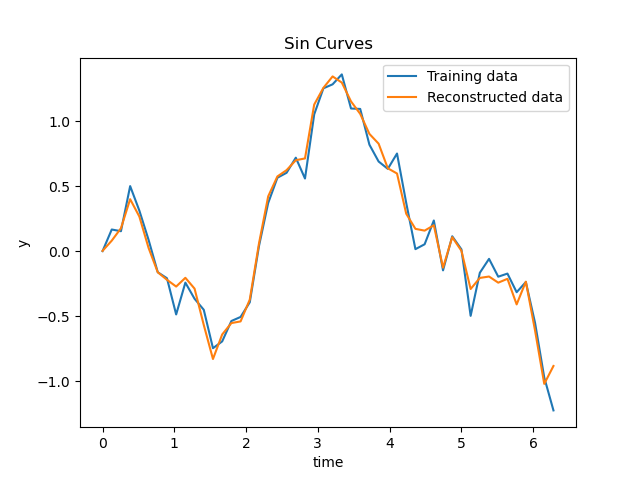 Sin Curves
Training data
Reconstructed data
1.0
0.5
0.0
−0.5
−1.0
y
0 1 2 3 4 5 6
time